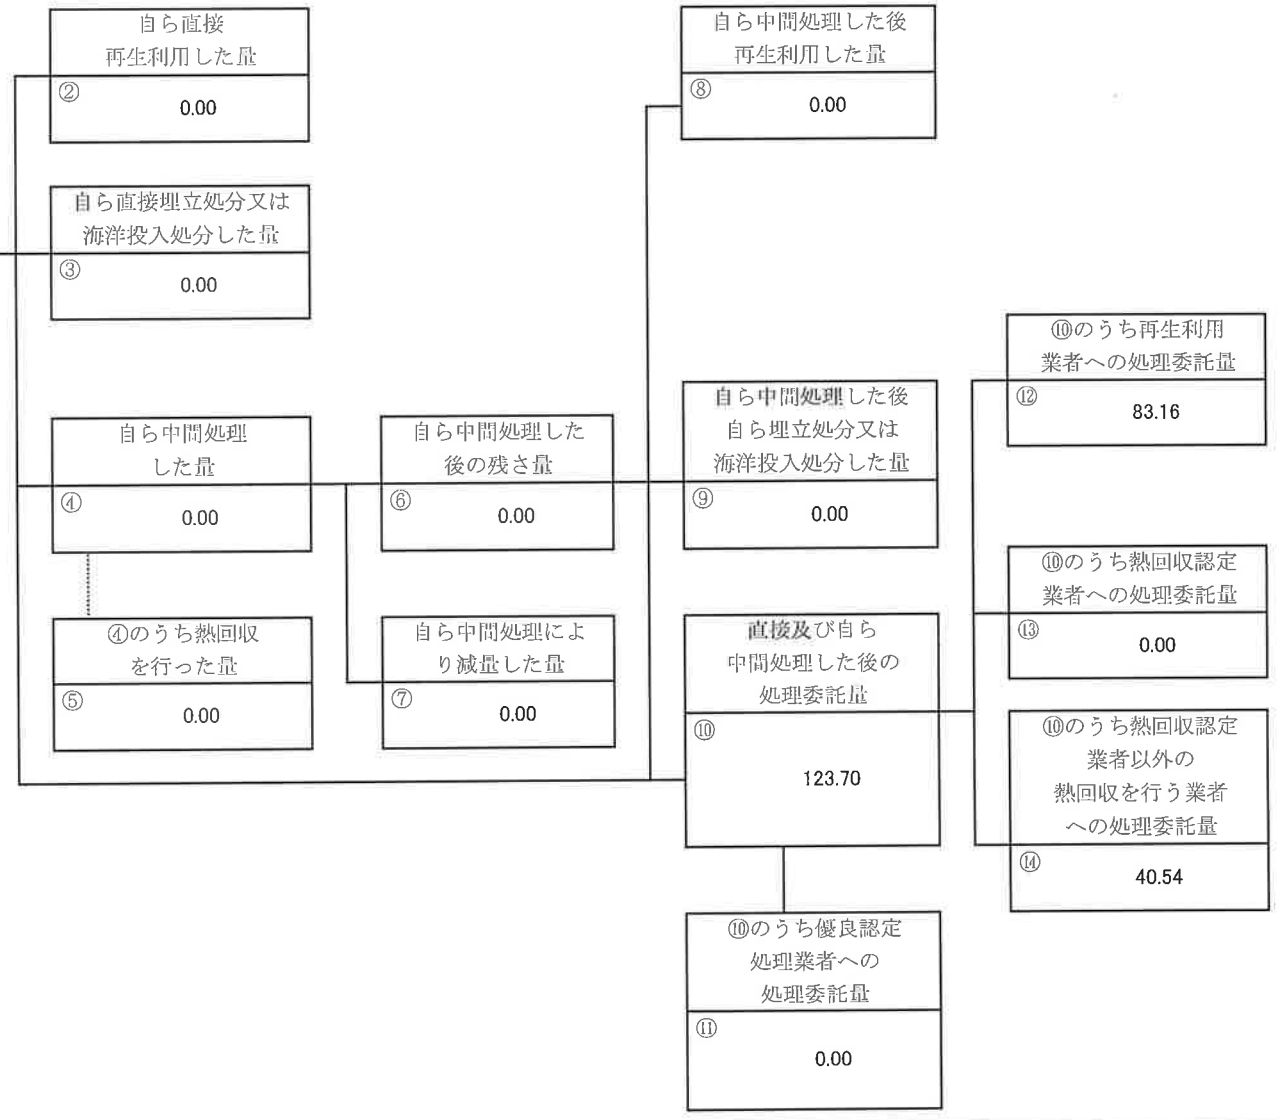 自ら直接
再生利用した量
②
0.00
自ら直接埋立処分又は
海洋投入処分した量
③
0.00
自ら中間処理
した量
④
0.00
④のうち熱回収
を行った量
⑤
0.00
自ら中間処理した
後の残さ量
⑥
0.00
自ら中間処理によ
り減量した量
⑦
0.00
自ら中間処理した後
再生利用した量
⑧
0.00
自ら中間処理した後
自ら埋立処分又は
海洋投入処分した量
⑨
0.00
直接及び自ら
中間処理した後の
処理委託量
⑩
123.70
⑩のうち優良認定
処理業者への
処理委託量
⑪
0.00
⑩のうち再生利用
業者への処理委託量
⑫
83.16
⑩のうち熱回収認定
業者への処理委託量
⑬
0.00
⑩のうち熱回収認定
業者以外の
熱回収を行う業者
への処理委託量
⑭
40.54